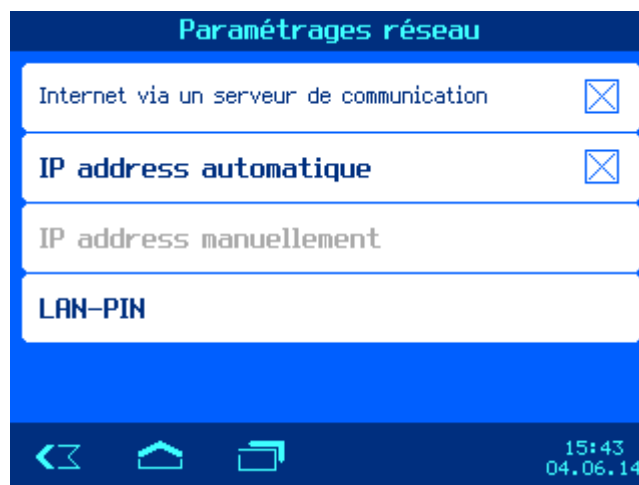 Paramétrages réseau
Internet via un serveur de communication
IP address automatique
IP address manuellement
LAN-PIN
15:43
04.06.14